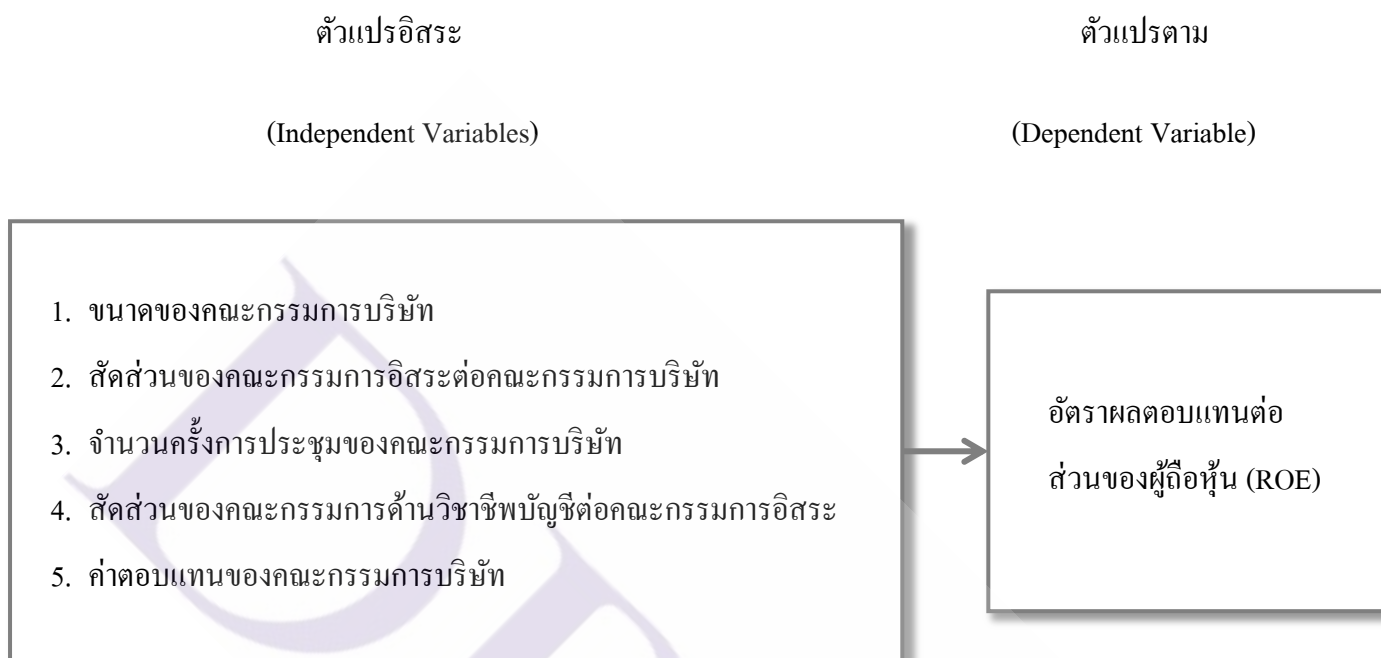 ตัวแปรอิสระ
ตัวแปรตาม
(Independent Variables)
(Dependent Variable)
1. ขนาดของคณะกรรมการบริษัท
2. สัดส่วนของคณะกรรมการอิสระต่อคณะกรรมการบริษัท
3. จำนวนครั้งการประชุมของคณะกรรมการบริษัท
4. สัดส่วนของคณะกรรมการด้านวิชาชีพบัญชีต่อคณะกรรมการอิสระ
5. ค่าตอบแทนของคณะกรรมการบริษัท
อัตราผลตอบแทนต่อ
ส่วนของผู้ถือหุ้น (ROE)